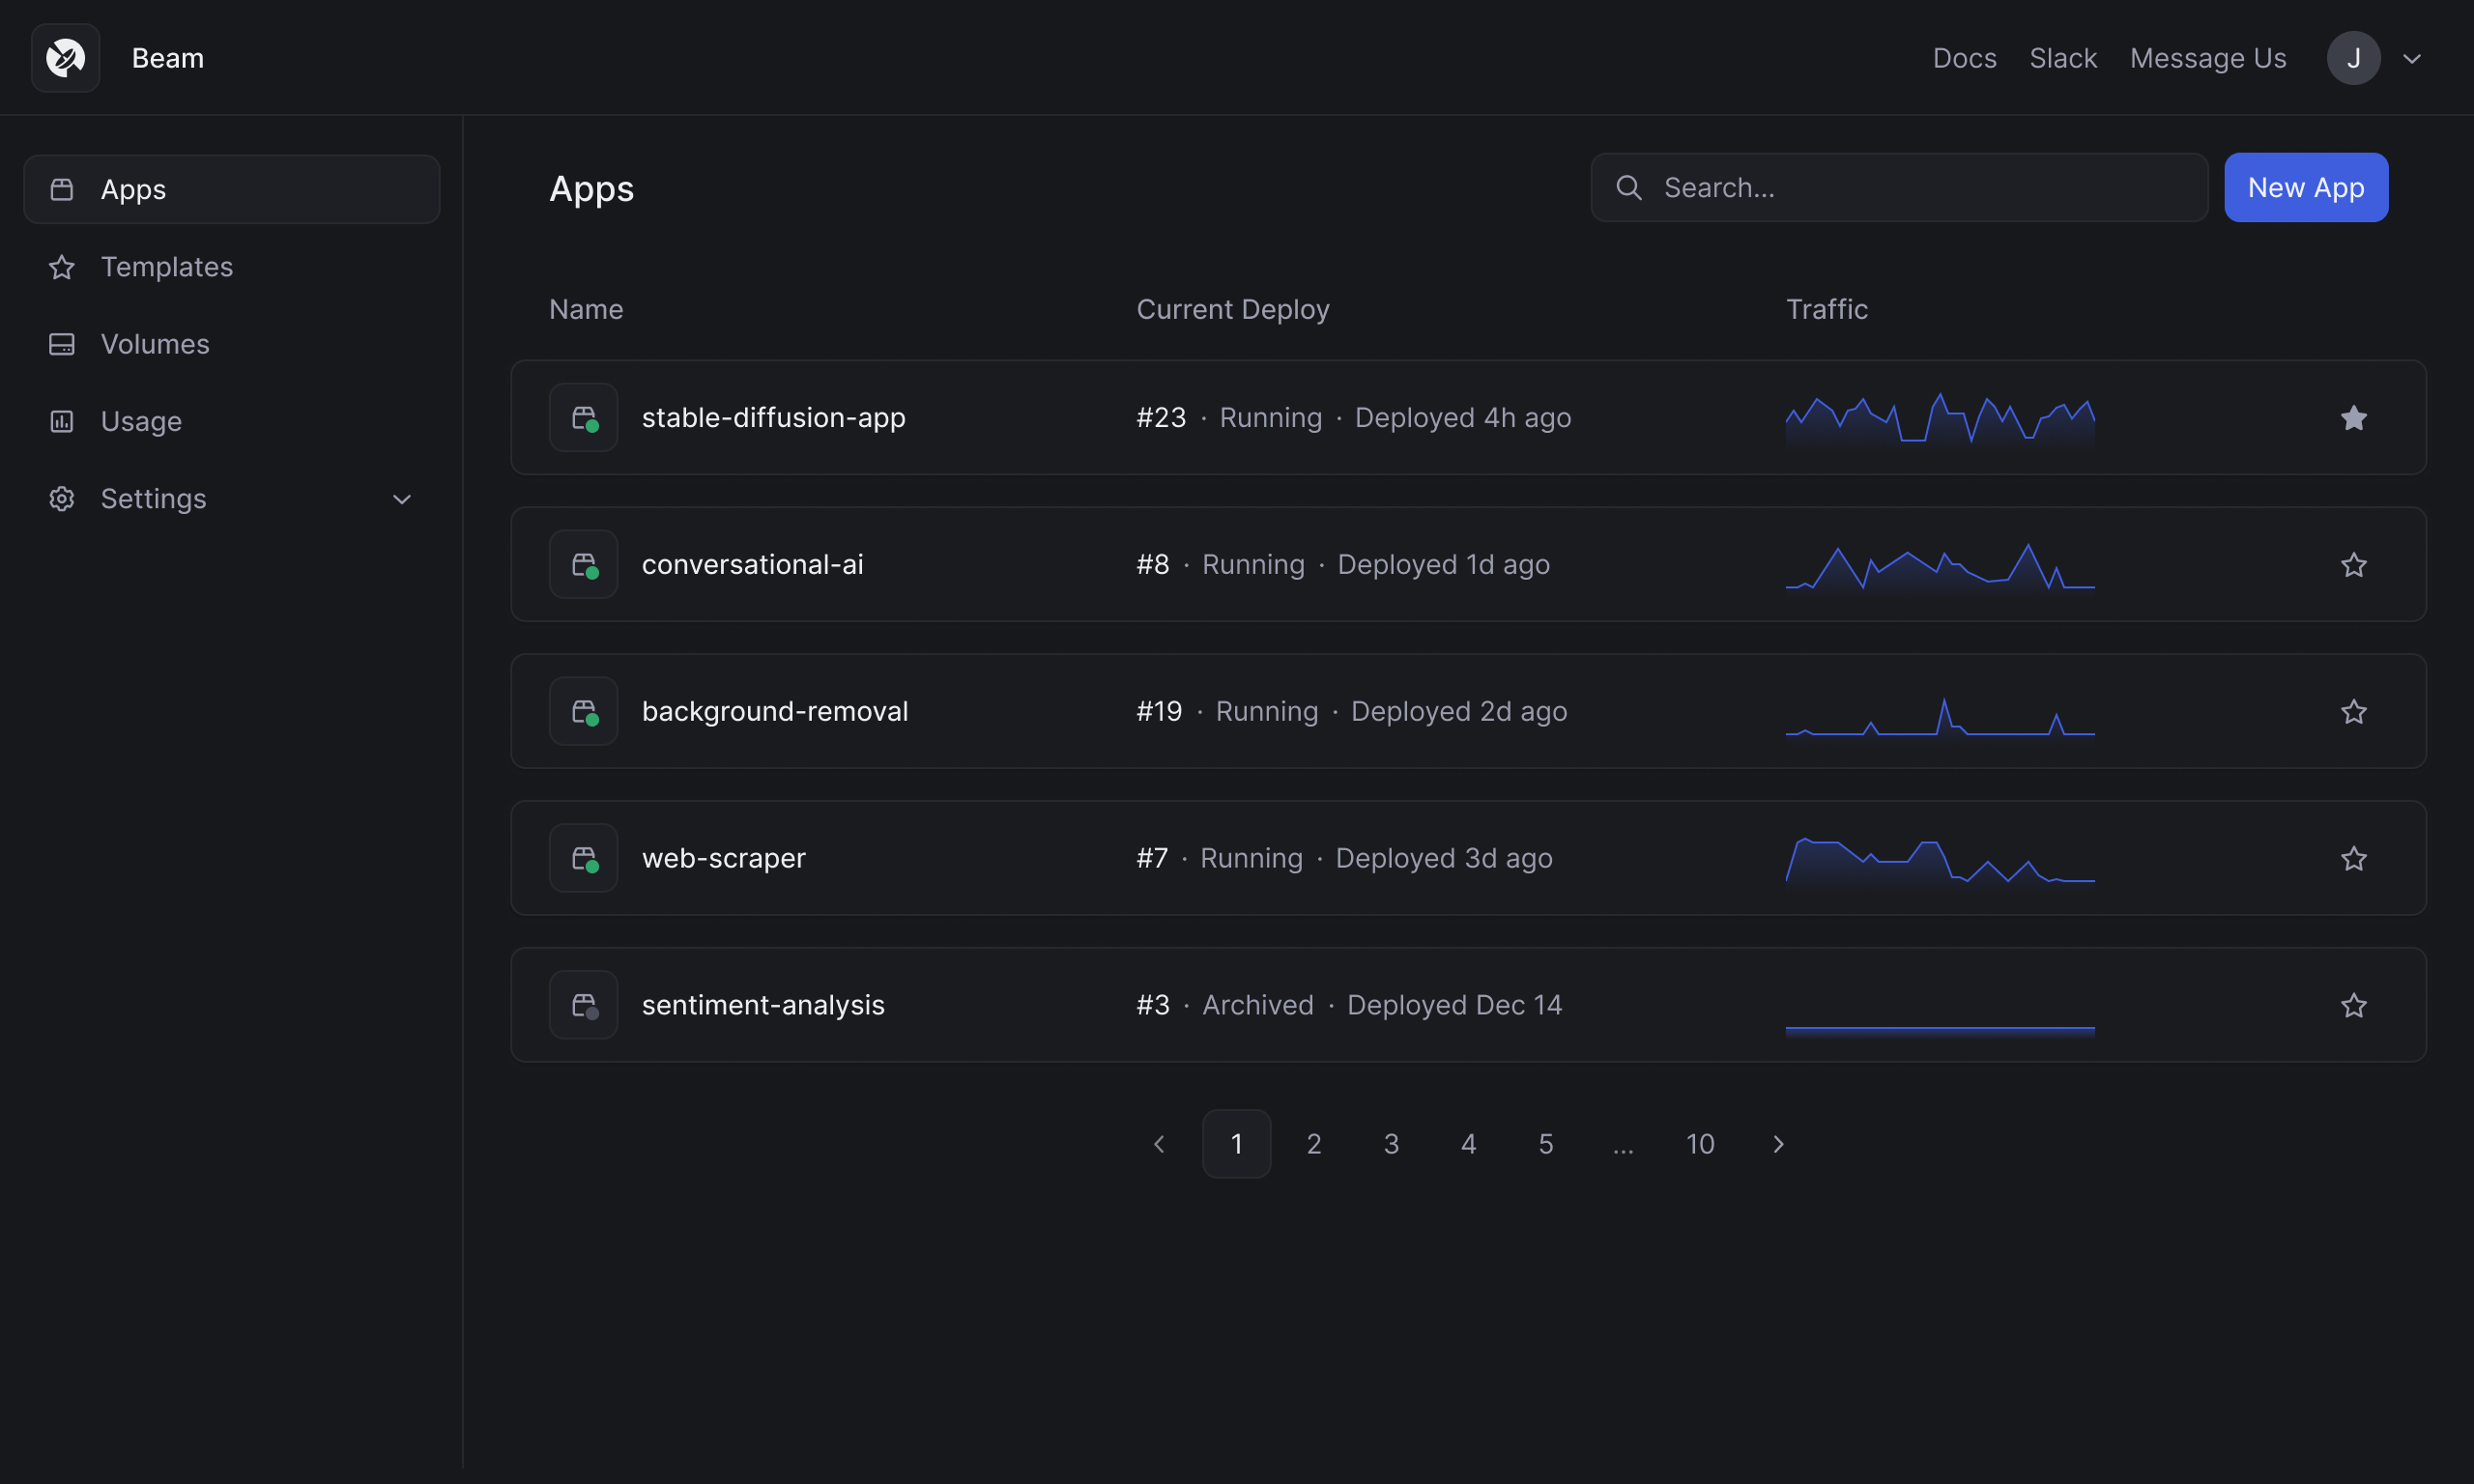 Beam
Docs Slack Message Us J
Apps
Templates
Volumes
Usage
Settings
Apps
Search...
New App
Name Current Deploy Traffic
stable-diffusion-app #23 · Running · Deployed 4h ago
conversational-ai #8 · Running · Deployed 1d ago
background-removal #19 · Running · Deployed 2d ago
web-scraper #7 · Running · Deployed 3d ago
sentiment-analysis #3 · Archived · Deployed Dec 14
1 2 3 4 5 ... 10